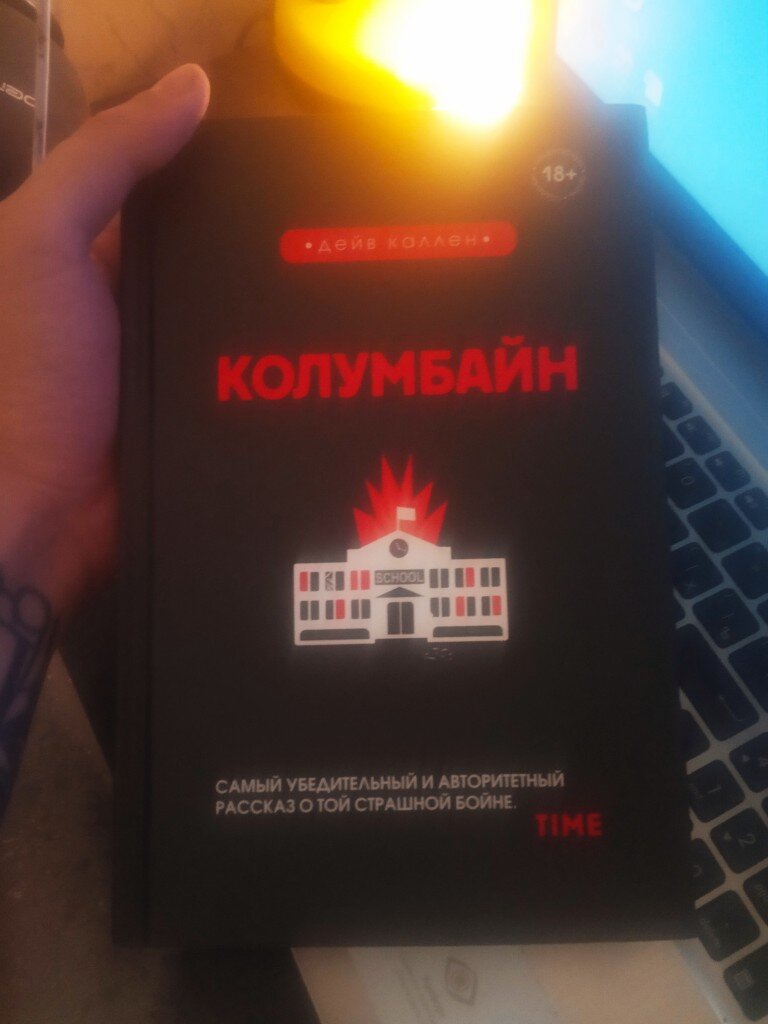 18+
•ДЕЙВ КАЛЛЕН•
КОЛУМБАЙН
SCHOOL
САМЫЙ УБЕДИТЕЛЬНЫЙ И АВТОРИТЕТНЫЙ
РАССКАЗ О ТОЙ СТРАШНОЙ БОЙНЕ.
TIME